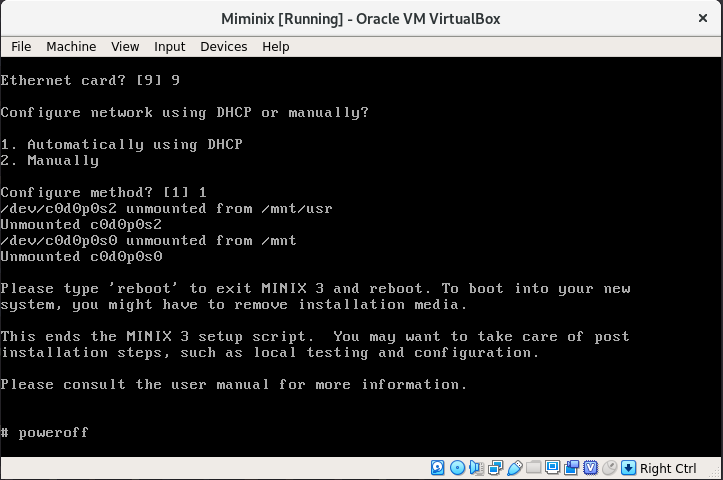 Miminix [Running] - Oracle VM VirtualBox
File Machine View Input Devices Help
Ethernet card? [9] 9
Configure network using DHCP or manually?
1. Automatically using DHCP
2. Manually
Configure method? [1] 1
/dev/c0d0p0s2 unmounted from /mnt/usr
Unmounted c0d0p0s2
/dev/c0d0p0s0 unmounted from /mnt
Unmounted c0d0p0s0
Please type 'reboot' to exit MINIX 3 and reboot. To boot into your new
system, you might have to remove installation media.
This ends the MINIX 3 setup script.  You may want to take care of post
installation steps, such as local testing and configuration.
Please consult the user manual for more information.
# poweroff
Right Ctrl